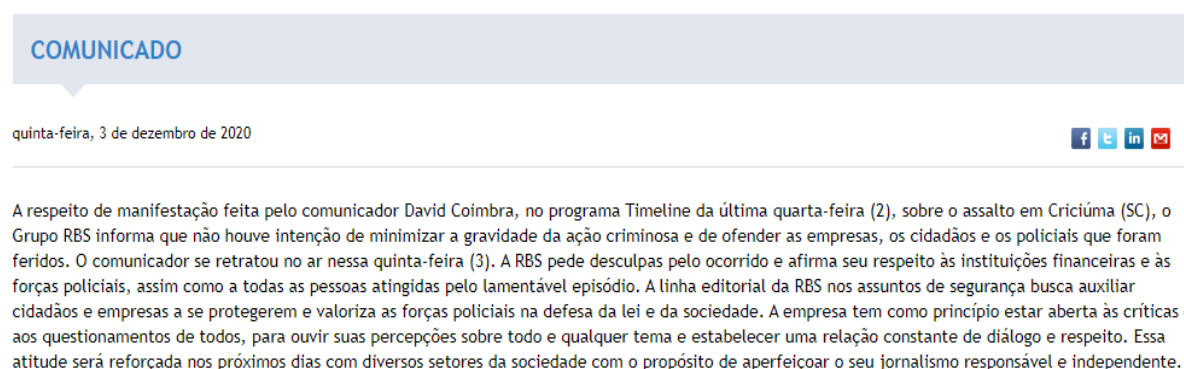 COMUNICADO
quinta-feira, 3 de dezembro de 2020
A respeito de manifestação feita pelo comunicador David Coimbra, no programa Timeline da última quarta-feira (2), sobre o assalto em Criciúma (SC), o
Grupo RBS informa que não houve intenção de minimizar a gravidade da ação criminosa e de ofender as empresas, os cidadãos e os policiais que foram
feridos. O comunicador se retratou no ar nessa quinta-feira (3). A RBS pede desculpas pelo ocorrido e afirma seu respeito às instituições financeiras e às
forças policiais, assim como a todas as pessoas atingidas pelo lamentável episódio. A linha editorial da RBS nos assuntos de segurança busca auxiliar
cidadãos e empresas a se protegerem e valoriza as forças policiais na defesa da lei e da sociedade. A empresa tem como princípio estar aberta às críticas
aos questionamentos de todos, para ouvir suas percepções sobre todo e qualquer tema e estabelecer uma relação constante de diálogo e respeito. Essa
atitude será reforçada nos próximos dias com diversos setores da sociedade com o propósito de aperfeiçoar o seu jornalismo responsável e independente.